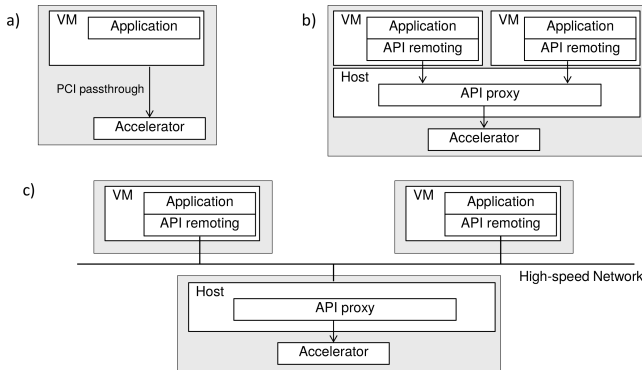 a)
VM
Application
PCI passthrough
Accelerator
b)
VM
Application
API remoting
VM
Application
API remoting
Host
API proxy
Accelerator
c)
VM
Application
API remoting
VM
Application
API remoting
High-speed Network
Host
API proxy
Accelerator